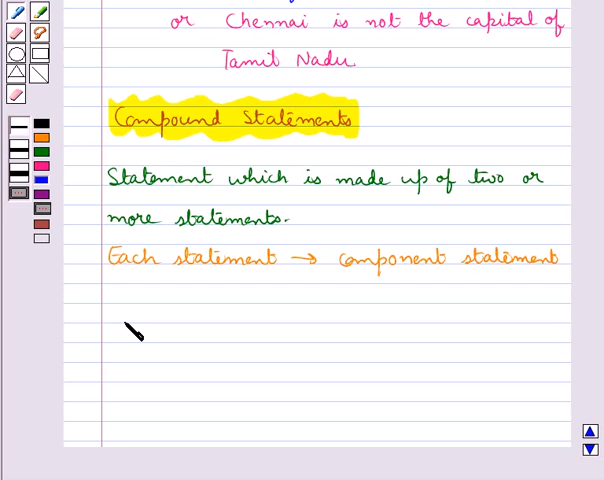 or Chennai is not the capital of
Tamil Nadu.
Compound Statements
Statement which is made up of two or
more statements.
Each statement → component statement